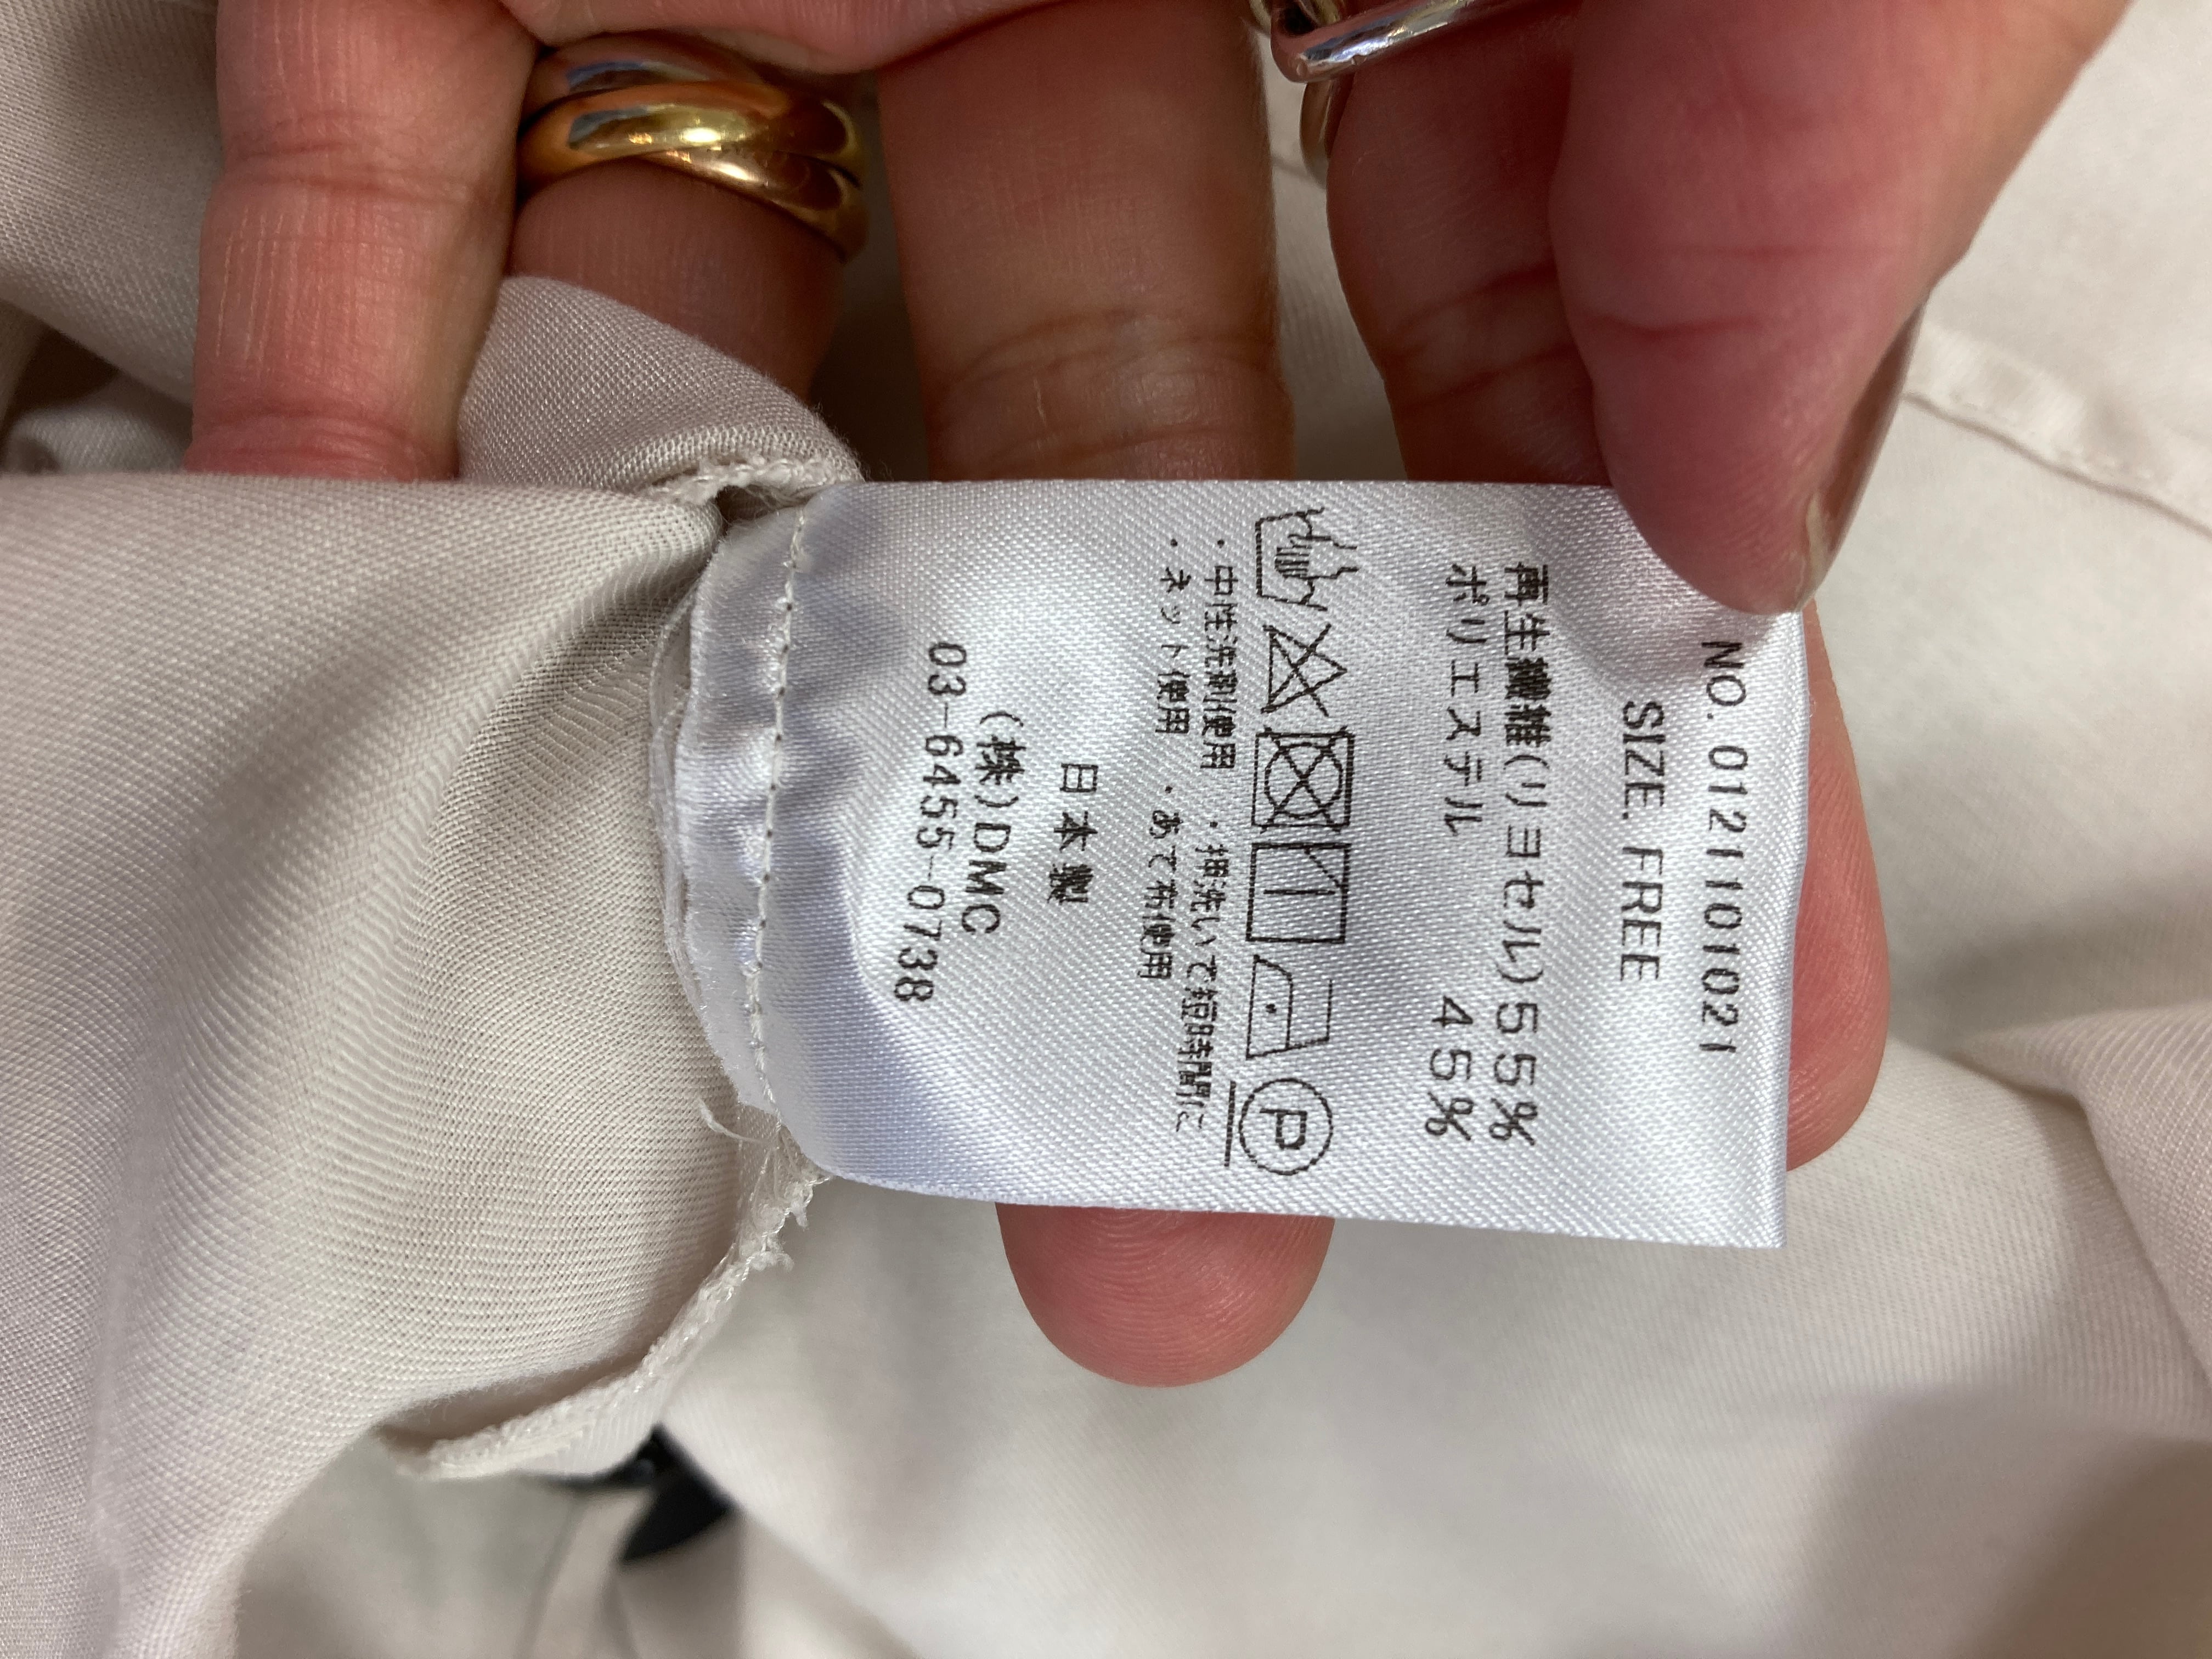 NO. 01211010​21
SIZE. FREE
再生繊維(リヨセル)55%
ポリエステル 45%
P
・中性洗剤使用 ・押洗いで短時間に
・ネット使用 ・あて布使用
日本製
(株)DMC
03-6455-0738